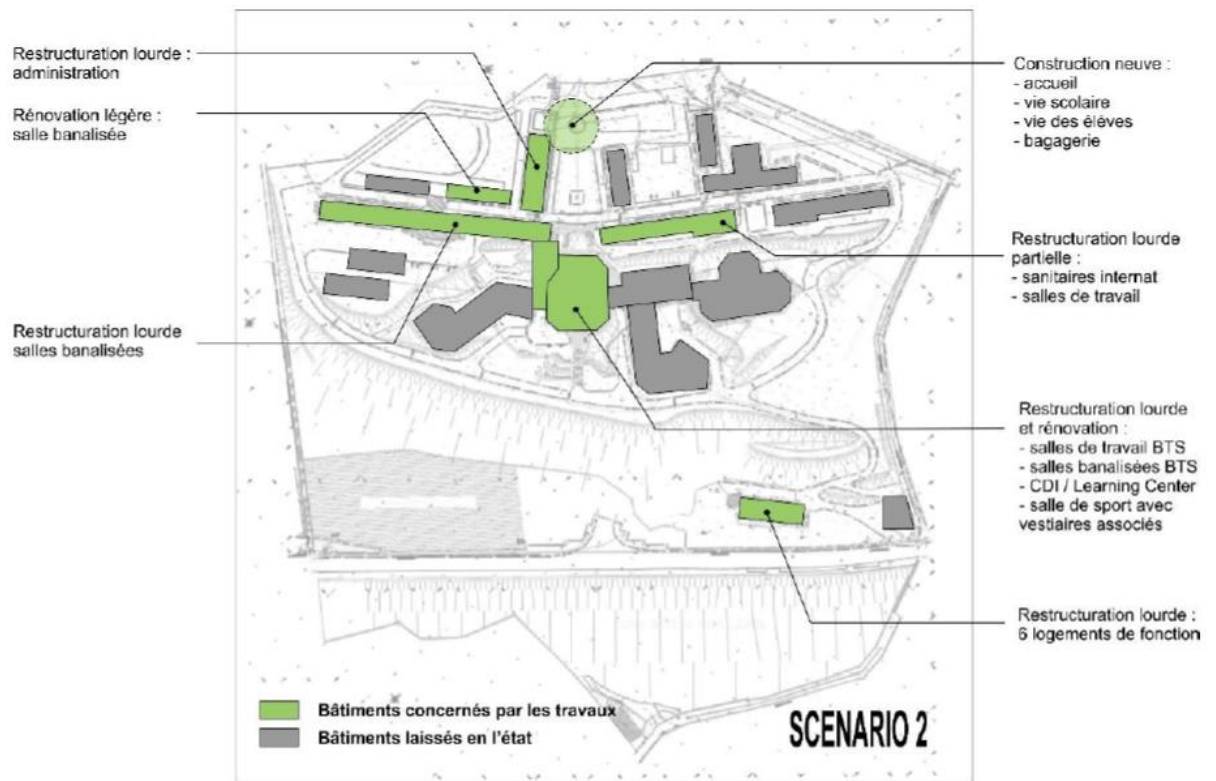 Restructuration lourde :
administration
Rénovation légère :
salle banalisée
Restructuration lourde
salles banalisées
Construction neuve :
- accueil
- vie scolaire
- vie des élèves
- bagagerie
Restructuration lourde
partielle :
- sanitaires internat
- salles de travail
Restructuration lourde
et rénovation :
- salles de travail BTS
- salles banalisées BTS
- CDI / Learning Center
- salle de sport avec
vestiaires associés
Restructuration lourde :
6 logements de fonction
Bâtiments concernés par les travaux
Bâtiments laissés en l'état
SCENARIO 2